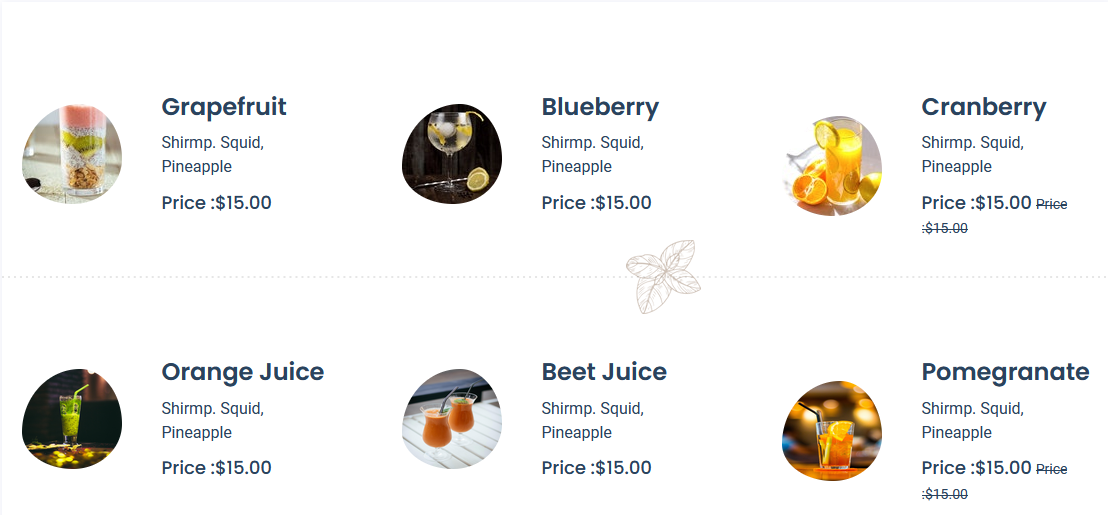 Grapefruit
Shirmp. Squid,
Pineapple
Price :$15.00
Blueberry
Shirmp. Squid,
Pineapple
Price :$15.00
Cranberry
Shirmp. Squid,
Pineapple
Price :$15.00 Price
:$15.00
Orange Juice
Shirmp. Squid,
Pineapple
Price :$15.00
Beet Juice
Shirmp. Squid,
Pineapple
Price :$15.00
Pomegranate
Shirmp. Squid,
Pineapple
Price :$15.00 Price
:$15.00